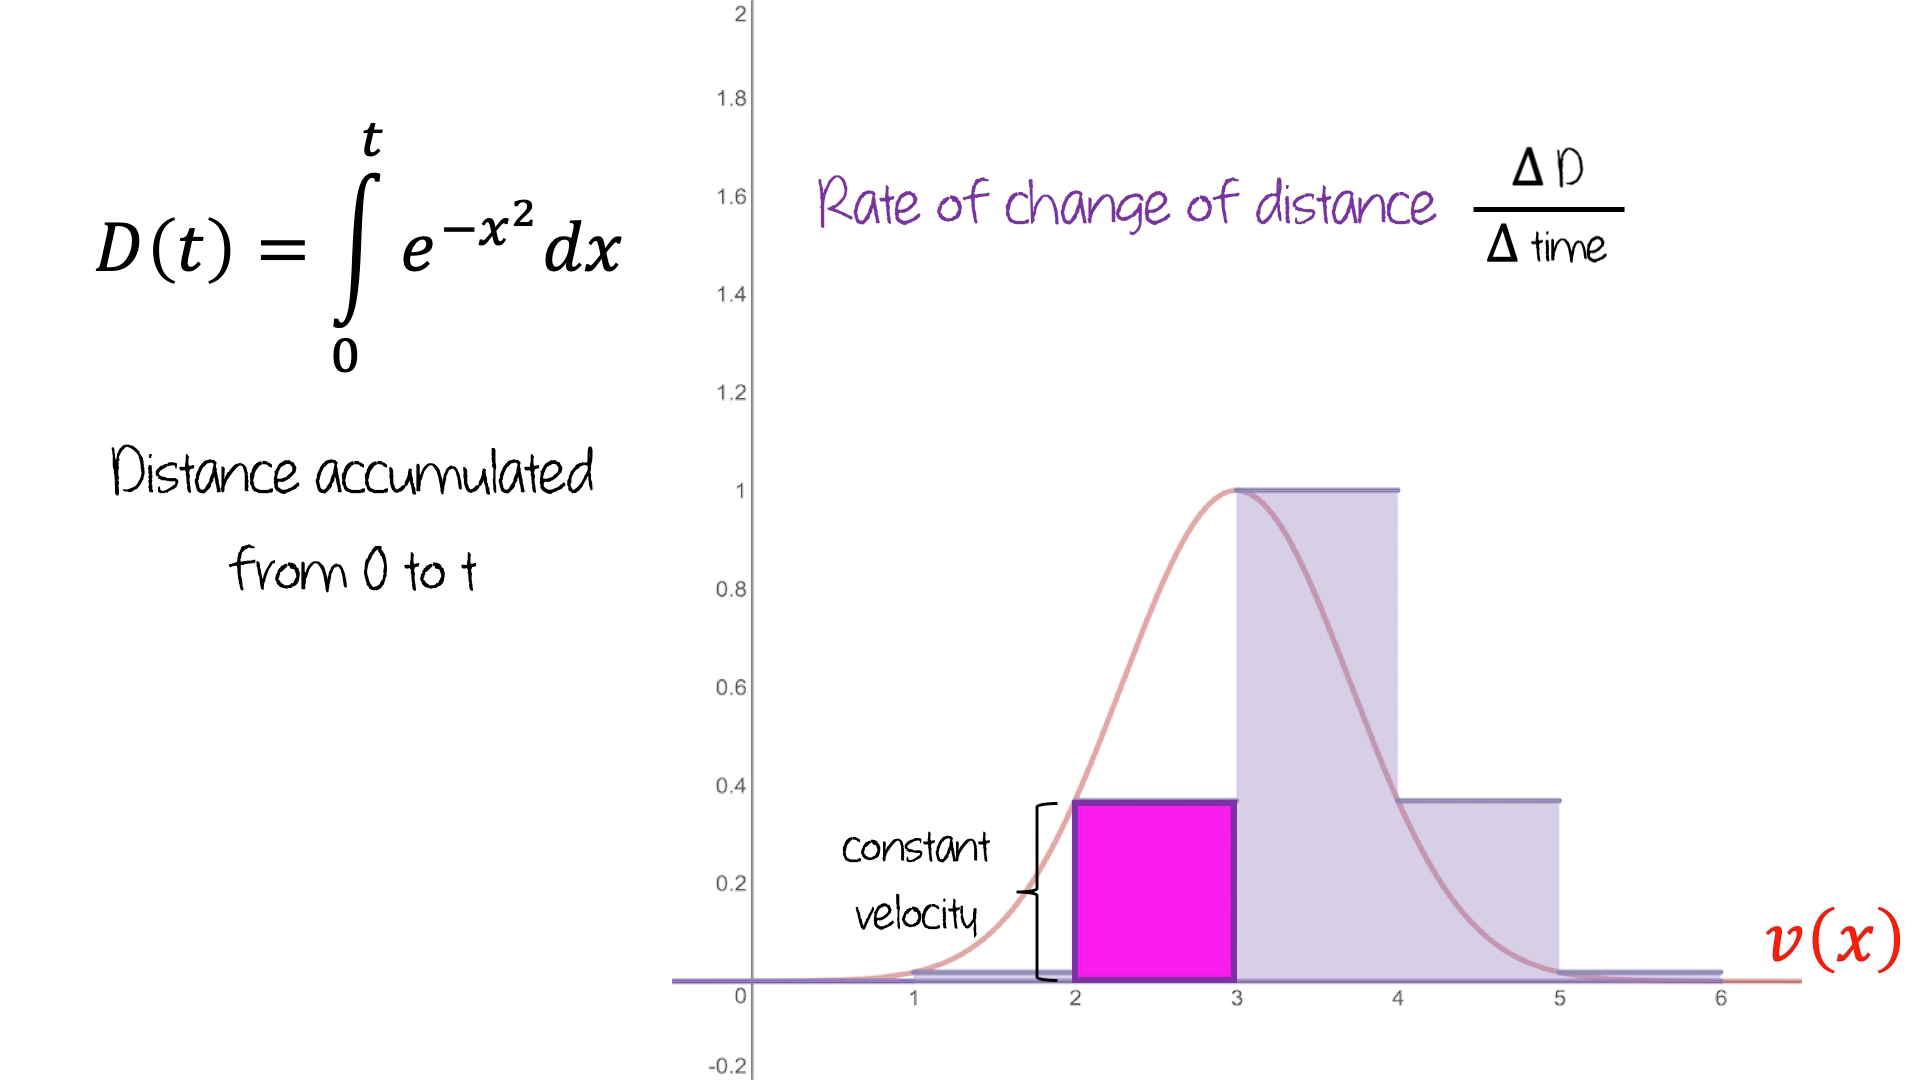 D(t) = ∫₀ᵗ e^{-x²} dx
Distance accumulated
from 0 to t
Rate of change of distance
Δ D
Δ time
2
1.8
1.6
1.4
1.2
1
0.8
0.6
0.4
0.2
0
-0.2
constant
velocity
v(x)
1 2 3 4 5 6